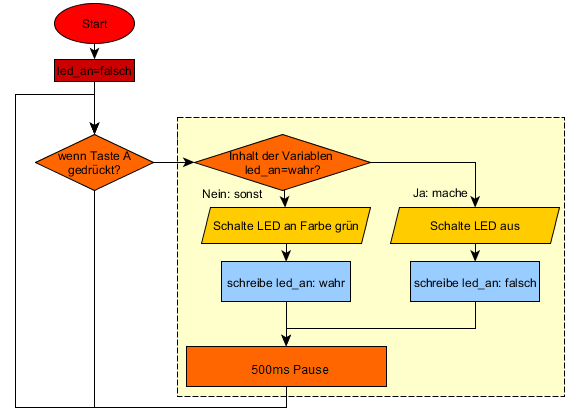 Start
led_an=falsch
wenn Taste A
gedrückt?
Inhalt der Variablen
led_an=wahr?
Nein: sonst
Ja: mache
Schalte LED an Farbe grün
Schalte LED aus
schreibe led_an: wahr
schreibe led_an: falsch
500ms Pause